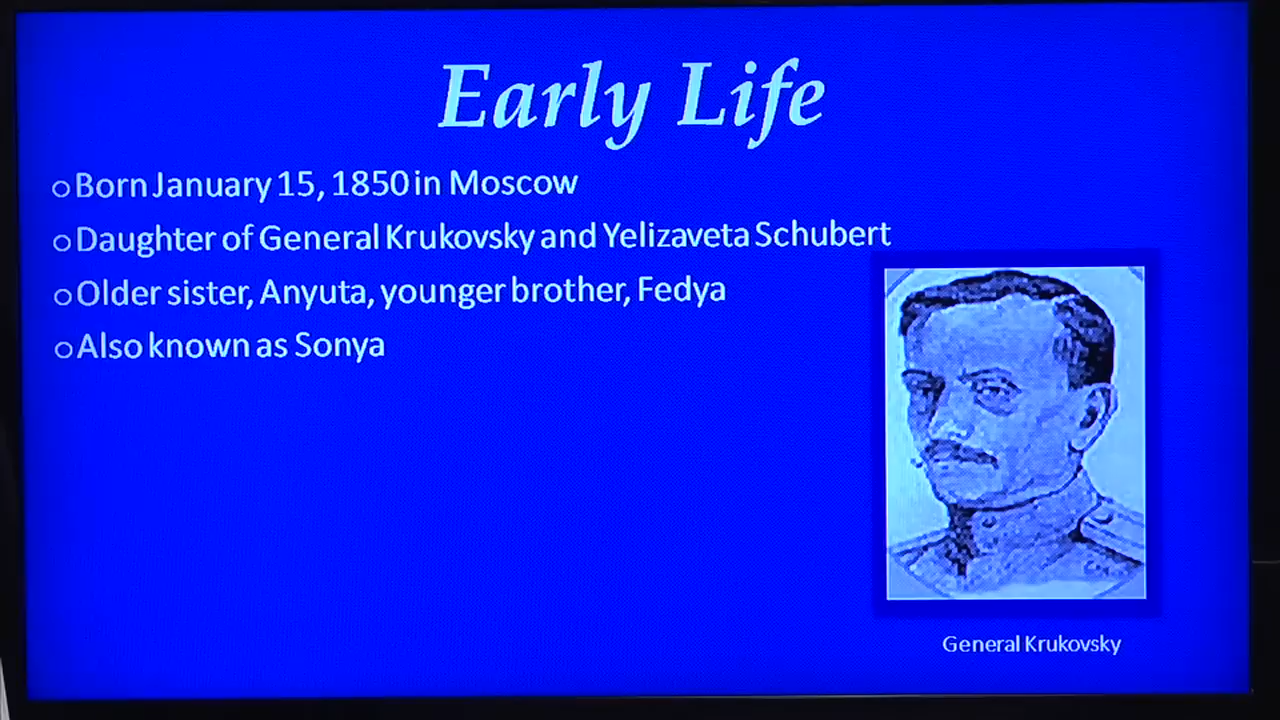 Early Life
○Born January 15, 1850 in Moscow
○Daughter of General Krukovsky and Yelizaveta Schubert
○Older sister, Anyuta, younger brother, Fedya
○Also known as Sonya
General Krukovsky